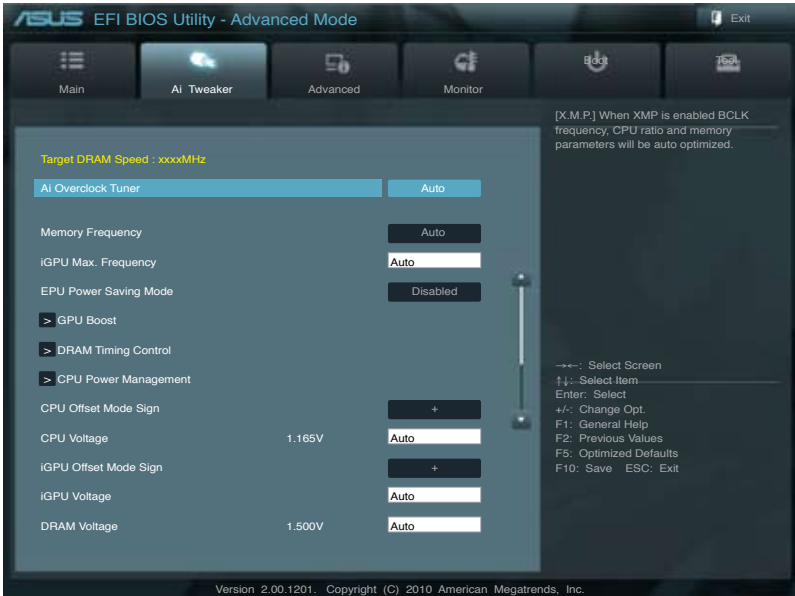 ASUS EFI BIOS Utility - Advanced Mode
Exit
Main
Ai Tweaker
Advanced
Monitor
Boot
Tool
Target DRAM Speed : xxxxMHz
Ai Overclock Tuner Auto
Memory Frequency Auto
iGPU Max. Frequency Auto
EPU Power Saving Mode Disabled
> GPU Boost
> DRAM Timing Control
> CPU Power Management
CPU Offset Mode Sign +
CPU Voltage 1.165V Auto
iGPU Offset Mode Sign +
iGPU Voltage Auto
DRAM Voltage 1.500V Auto
[X.M.P.] When XMP is enabled BCLK
frequency, CPU ratio and memory
parameters will be auto optimized.
→←: Select Screen
↑↓: Select Item
Enter: Select
+/-: Change Opt.
F1: General Help
F2: Previous Values
F5: Optimized Defaults
F10: Save ESC: Exit
Version 2.00.1201. Copyright (C) 2010 American Megatrends, Inc.